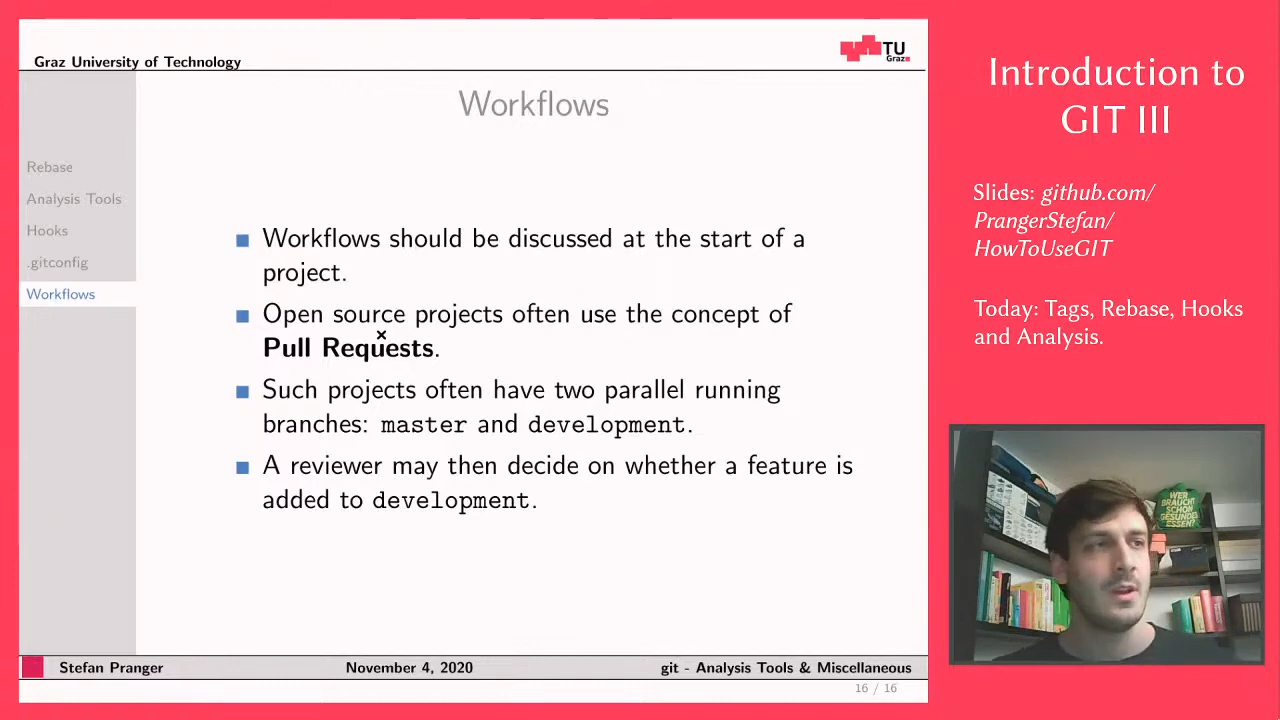 Graz University of Technology
TU
Graz
Workflows
Rebase
Analysis Tools
Hooks
.gitconfig
Workflows
Workflows should be discussed at the start of a
project.
Open source projects often use the concept of
Pull Requests.
Such projects often have two parallel running
branches: master and development.
A reviewer may then decide on whether a feature is
added to development.
Stefan Pranger
November 4, 2020
git - Analysis Tools & Miscellaneous
16 / 16
Introduction to
GIT III
Slides: github.com/
PrangerStefan/
HowToUseGIT
Today: Tags, Rebase, Hooks
and Analysis.
WER
BRAUCHT
SCHON
GESUNDES
ESSEN?